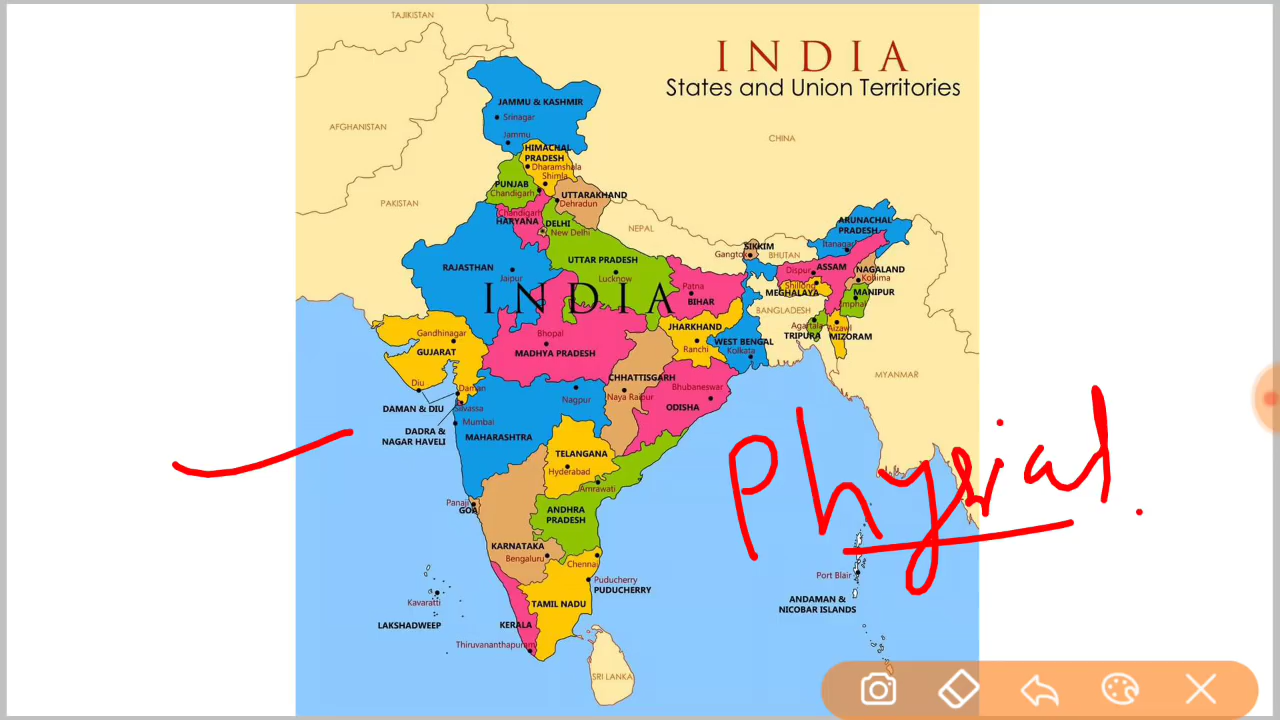 TAJIKISTAN
INDIA
States and Union Territories
JAMMU & KASHMIR
Srinagar
AFGHANISTAN
Jammu
CHINA
HIMACHAL
PRADESH
Dharamshala
Shimla
PUNJAB
Chandigarh
UTTARAKHAND
Dehradun
PAKISTAN
Chandigarh
HARYANA
DELHI
New Delhi
NEPAL
ARUNACHAL
PRADESH
Itanagar
SIKKIM
Gangtok
BHUTAN
RAJASTHAN
Jaipur
UTTAR PRADESH
Lucknow
Dispur
ASSAM
NAGALAND
Kohima
Shillong
MEGHALAYA
MANIPUR
Imphal
INDIA
Patna
BIHAR
BANGLADESH
Agartala
Aizawl
TRIPURA
MIZORAM
Gandhinagar
GUJARAT
Bhopal
MADHYA PRADESH
JHARKHAND
Ranchi
WEST BENGAL
Kolkata
MYANMAR
Diu
Daman
Silvassa
CHHATTISGARH
Naya Raipur
Bhubaneswar
ODISHA
Nagpur
DAMAN & DIU
DADRA &
NAGAR HAVELI
Mumbai
MAHARASHTRA
TELANGANA
Hyderabad
Amrawati
Panaji
GOA
ANDHRA
PRADESH
KARNATAKA
Bengaluru
Chennai
Puducherry
PUDUCHERRY
Port Blair
ANDAMAN &
NICOBAR ISLANDS
Kavaratti
LAKSHADWEEP
TAMIL NADU
KERALA
Thiruvananthapuram
SRI LANKA